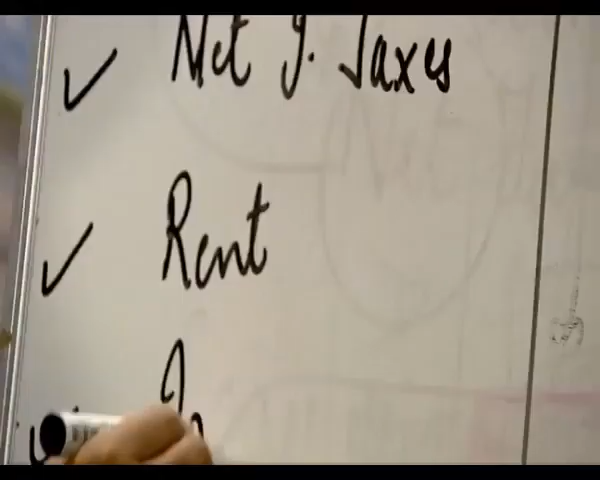 ✓ Net I. Taxes
✓ Rent